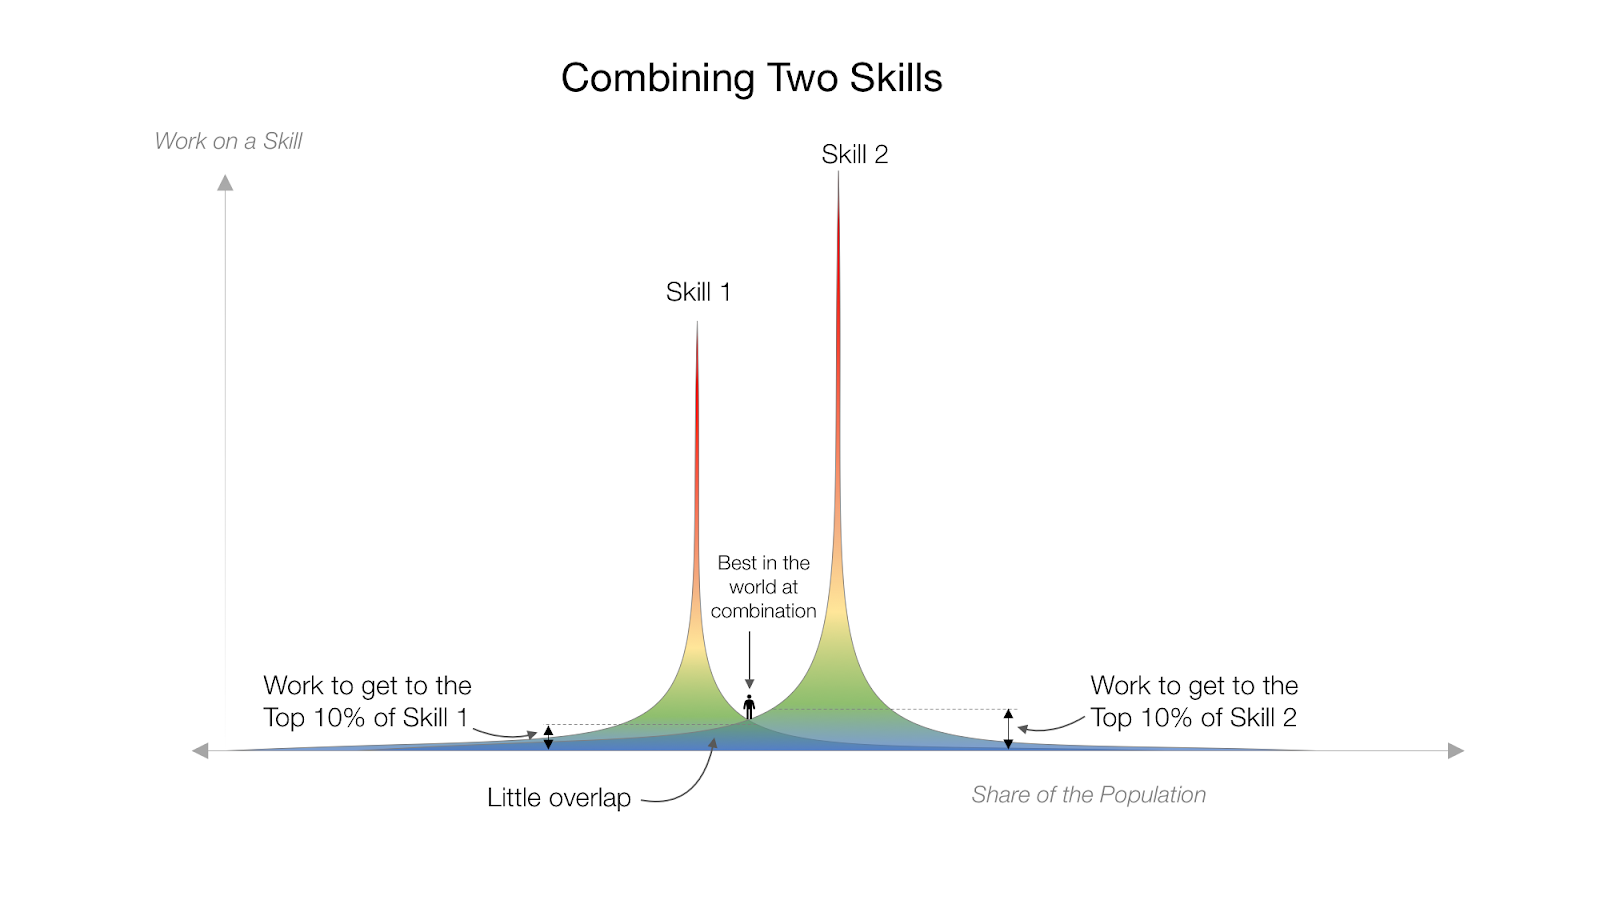 Combining Two Skills
Work on a Skill
Skill 2
Skill 1
Best in the
world at
combination
Work to get to the
Top 10% of Skill 1
Work to get to the
Top 10% of Skill 2
Little overlap
Share of the Population